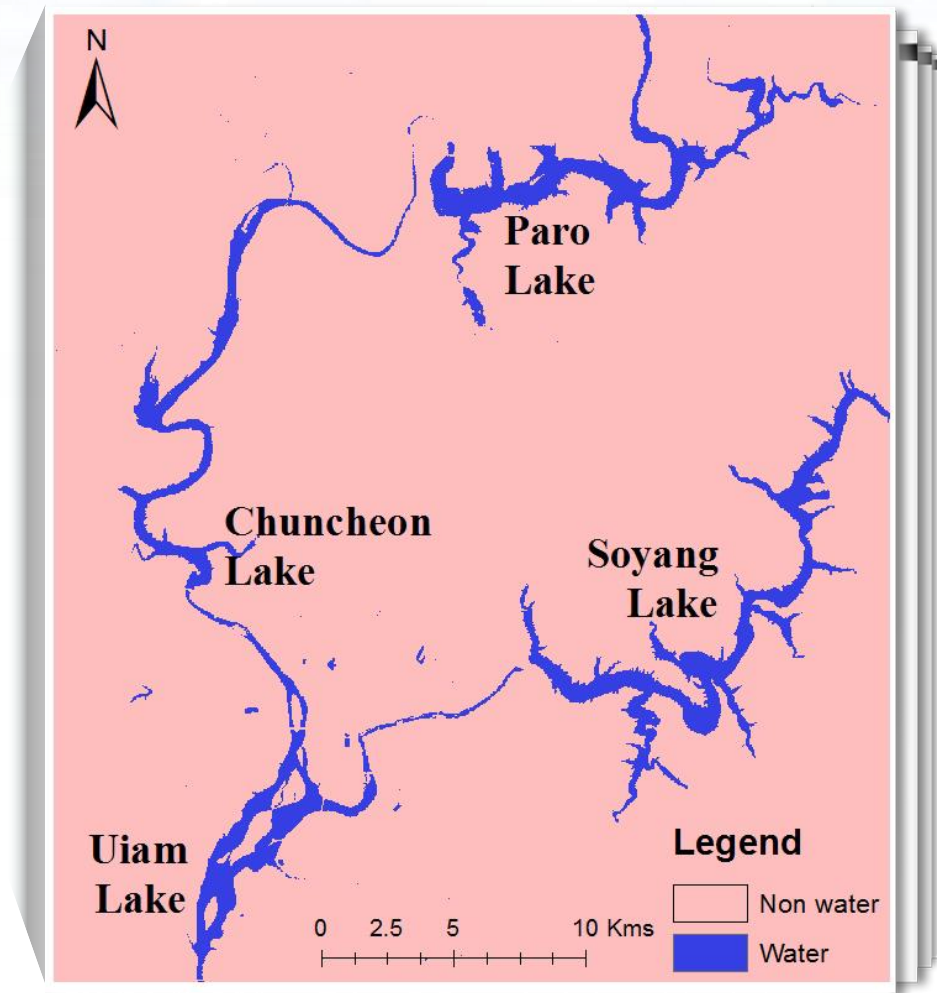 N
Paro
Lake
Chuncheon
Lake
Soyang
Lake
Uiam
Lake
Legend
Non water
Water
0 2.5 5 10 Kms